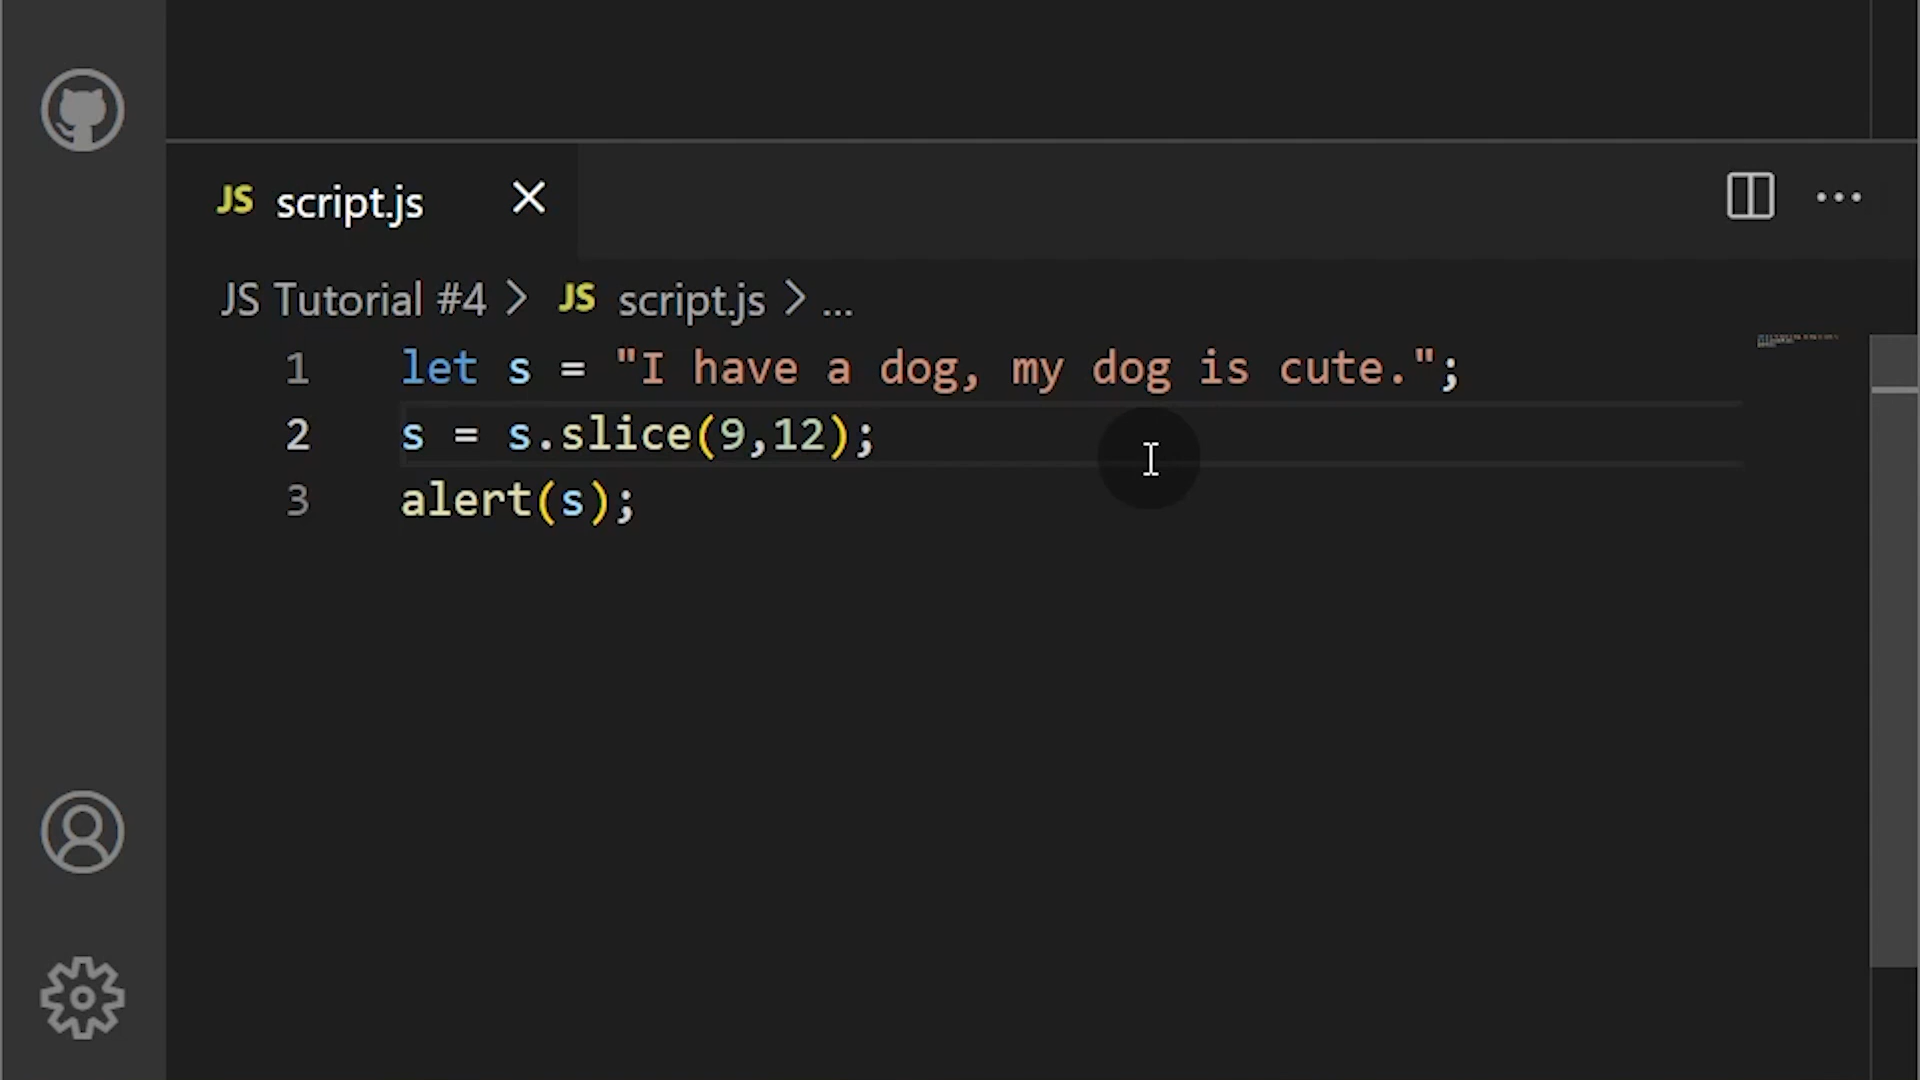 JS script.js
JS Tutorial #4 > JS script.js > ...
1 let s = "I have a dog, my dog is cute.";
2 s = s.slice(9,12);
3 alert(s);